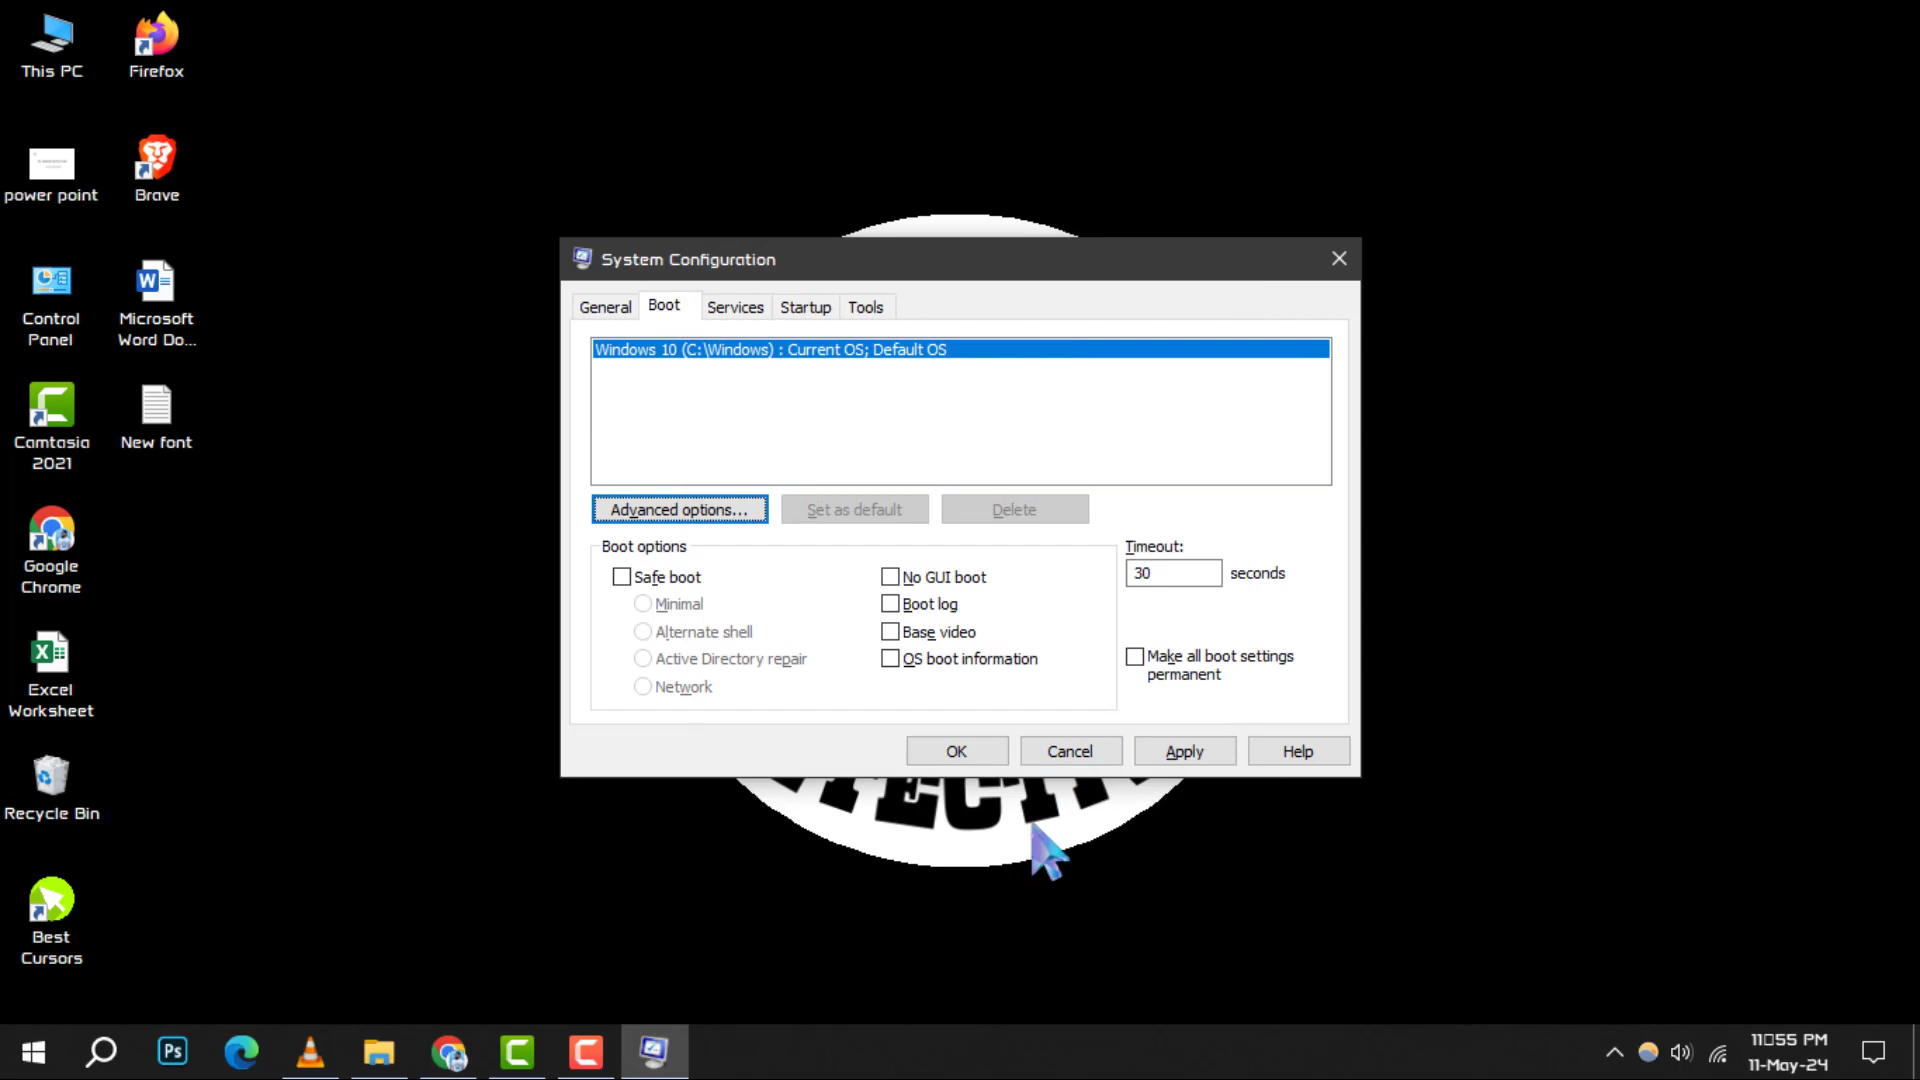 This PC
Firefox
power point
Brave
Control
Panel
Microsoft
Word Do...
Camtasia
2021
New font
Google
Chrome
Excel
Worksheet
Recycle Bin
Best
Cursors
System Configuration
General
Boot
Services
Startup
Tools
Windows 10 (C:\Windows) : Current OS; Default OS
Advanced options...
Set as default
Delete
Boot options
Safe boot
Minimal
Alternate shell
Active Directory repair
Network
No GUI boot
Boot log
Base video
OS boot information
Timeout:
30 seconds
Make all boot settings
permanent
OK
Cancel
Apply
Help
Ps
11□55 PM
11-May-24